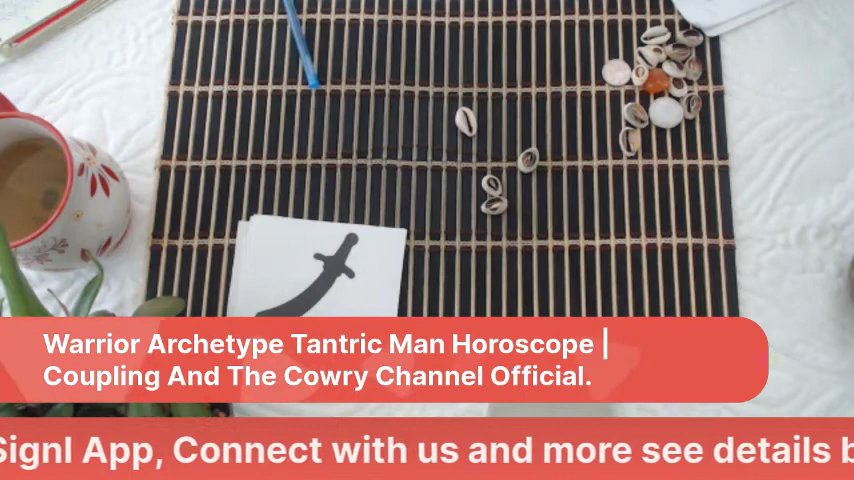 Warrior Archetype Tantric Man Horoscope |
Coupling And The Cowry Channel Official.
SignI App, Connect with us and more see details b